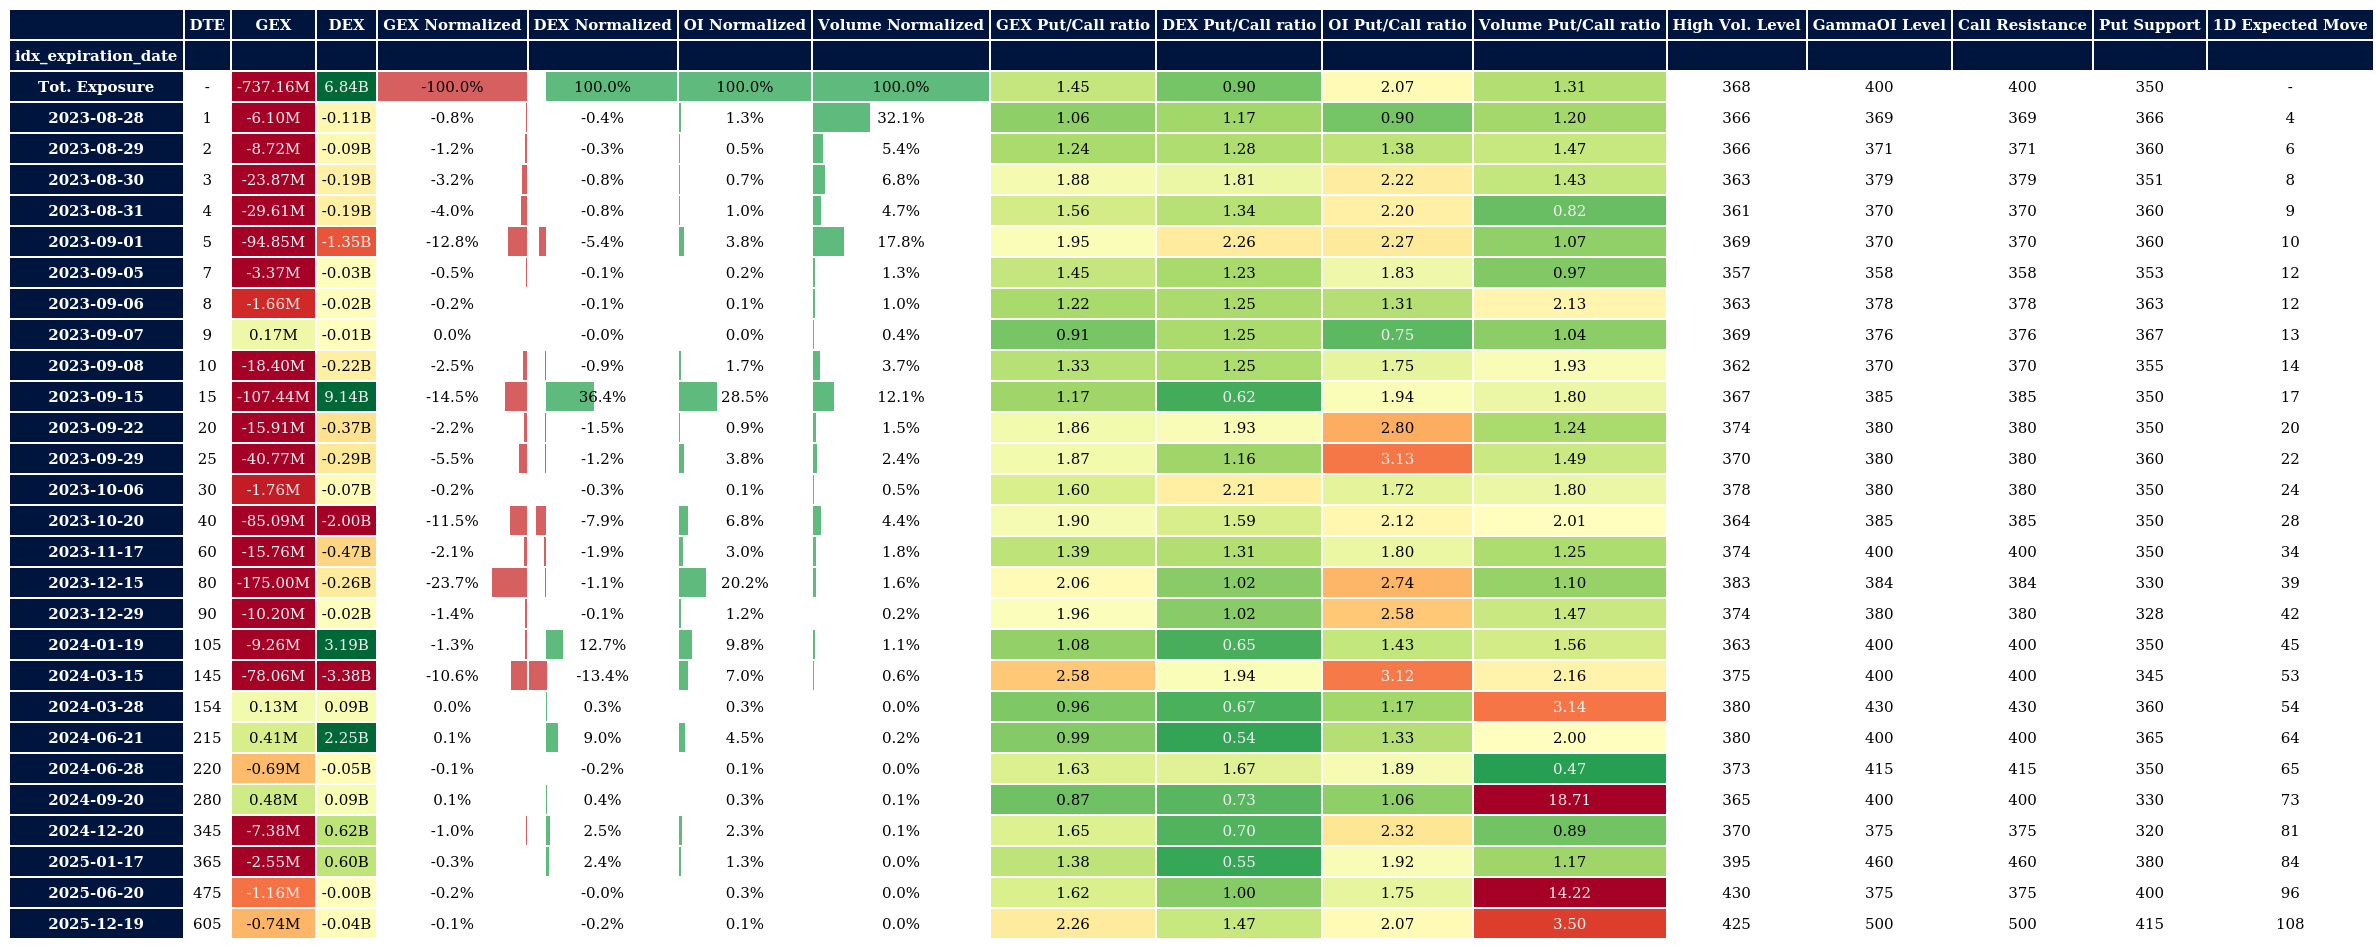 DTE GEX DEX GEX Normalized DEX Normalized OI Normalized Volume Normalized GEX Put/Call ratio DEX Put/Call ratio OI Put/Call ratio Volume Put/Call ratio High Vol. Level GammaOI Level Call Resistance Put Support 1D Expected Move
idx_expiration_date
Tot. Exposure - -737.16M 6.84B -100.0% 100.0% 100.0% 100.0% 1.45 0.90 2.07 1.31 368 400 400 350 -
2023-08-28 1 -6.10M -0.11B -0.8% -0.4% 1.3% 32.1% 1.06 1.17 0.90 1.20 366 369 369 366 4
2023-08-29 2 -8.72M -0.09B -1.2% -0.3% 0.5% 5.4% 1.24 1.28 1.38 1.47 366 371 371 360 6
2023-08-30 3 -23.87M -0.19B -3.2% -0.8% 0.7% 6.8% 1.88 1.81 2.22 1.43 363 379 379 351 8
2023-08-31 4 -29.61M -0.19B -4.0% -0.8% 1.0% 4.7% 1.56 1.34 2.20 0.82 361 370 370 360 9
2023-09-01 5 -94.85M -1.35B -12.8% -5.4% 3.8% 17.8% 1.95 2.26 2.27 1.07 369 370 370 360 10
2023-09-05 7 -3.37M -0.03B -0.5% -0.1% 0.2% 1.3% 1.45 1.23 1.83 0.97 357 358 358 353 12
2023-09-06 8 -1.66M -0.02B -0.2% -0.1% 0.1% 1.0% 1.22 1.25 1.31 2.13 363 378 378 363 12
2023-09-07 9 0.17M -0.01B 0.0% -0.0% 0.0% 0.4% 0.91 1.25 0.75 1.04 369 376 376 367 13
2023-09-08 10 -18.40M -0.22B -2.5% -0.9% 1.7% 3.7% 1.33 1.25 1.75 1.93 362 370 370 355 14
2023-09-15 15 -107.44M 9.14B -14.5% 36.4% 28.5% 12.1% 1.17 0.62 1.94 1.80 367 385 385 350 17
2023-09-22 20 -15.91M -0.37B -2.2% -1.5% 0.9% 1.5% 1.86 1.93 2.80 1.24 374 380 380 350 20
2023-09-29 25 -40.77M -0.29B -5.5% -1.2% 3.8% 2.4% 1.87 1.16 3.13 1.49 370 380 380 360 22
2023-10-06 30 -1.76M -0.07B -0.2% -0.3% 0.1% 0.5% 1.60 2.21 1.72 1.80 378 380 380 350 24
2023-10-20 40 -85.09M -2.00B -11.5% -7.9% 6.8% 4.4% 1.90 1.59 2.12 2.01 364 385 385 350 28
2023-11-17 60 -15.76M -0.47B -2.1% -1.9% 3.0% 1.8% 1.39 1.31 1.80 1.25 374 400 400 350 34
2023-12-15 80 -175.00M -0.26B -23.7% -1.1% 20.2% 1.6% 2.06 1.02 2.74 1.10 383 384 384 330 39
2023-12-29 90 -10.20M -0.02B -1.4% -0.1% 1.2% 0.2% 1.96 1.02 2.58 1.47 374 380 380 328 42
2024-01-19 105 -9.26M 3.19B -1.3% 12.7% 9.8% 1.1% 1.08 0.65 1.43 1.56 363 400 400 350 45
2024-03-15 145 -78.06M -3.38B -10.6% -13.4% 7.0% 0.6% 2.58 1.94 3.12 2.16 375 400 400 345 53
2024-03-28 154 0.13M 0.09B 0.0% 0.3% 0.3% 0.0% 0.96 0.67 1.17 3.14 380 430 430 360 54
2024-06-21 215 0.41M 2.25B 0.1% 9.0% 4.5% 0.2% 0.99 0.54 1.33 2.00 380 400 400 365 64
2024-06-28 220 -0.69M -0.05B -0.1% -0.2% 0.1% 0.0% 1.63 1.67 1.89 0.47 373 415 415 350 65
2024-09-20 280 0.48M 0.09B 0.1% 0.4% 0.3% 0.1% 0.87 0.73 1.06 18.71 365 400 400 330 73
2024-12-20 345 -7.38M 0.62B -1.0% 2.5% 2.3% 0.1% 1.65 0.70 2.32 0.89 370 375 375 320 81
2025-01-17 365 -2.55M 0.60B -0.3% 2.4% 1.3% 0.0% 1.38 0.55 1.92 1.17 395 460 460 380 84
2025-06-20 475 -1.16M -0.00B -0.2% -0.0% 0.3% 0.0% 1.62 1.00 1.75 14.22 430 375 375 400 96
2025-12-19 605 -0.74M -0.04B -0.1% -0.2% 0.1% 0.0% 2.26 1.47 2.07 3.50 425 500 500 415 108